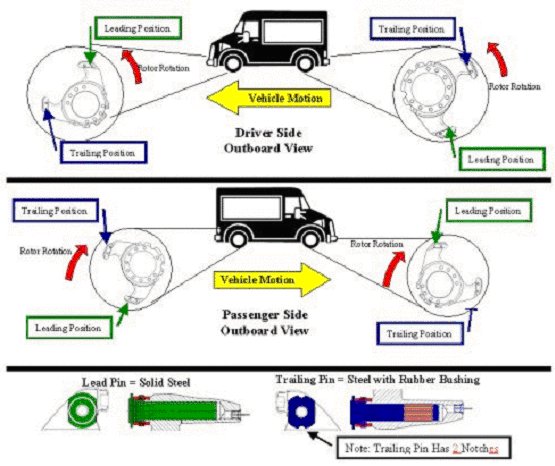 Leading Position
Trailing Position
Rotor Rotation
Rotor Rotation
Vehicle Motion
Trailing Position
Driver Side
Outboard View
Leading Position
Trailing Position
Leading Position
Rotor Rotation
Rotor Rotation
Vehicle Motion
Leading Position
Passenger Side
Outboard View
Trailing Position
Lead Pin = Solid Steel
Trailing Pin = Steel with Rubber Bushing
Note: Trailing Pin Has 2 Notches